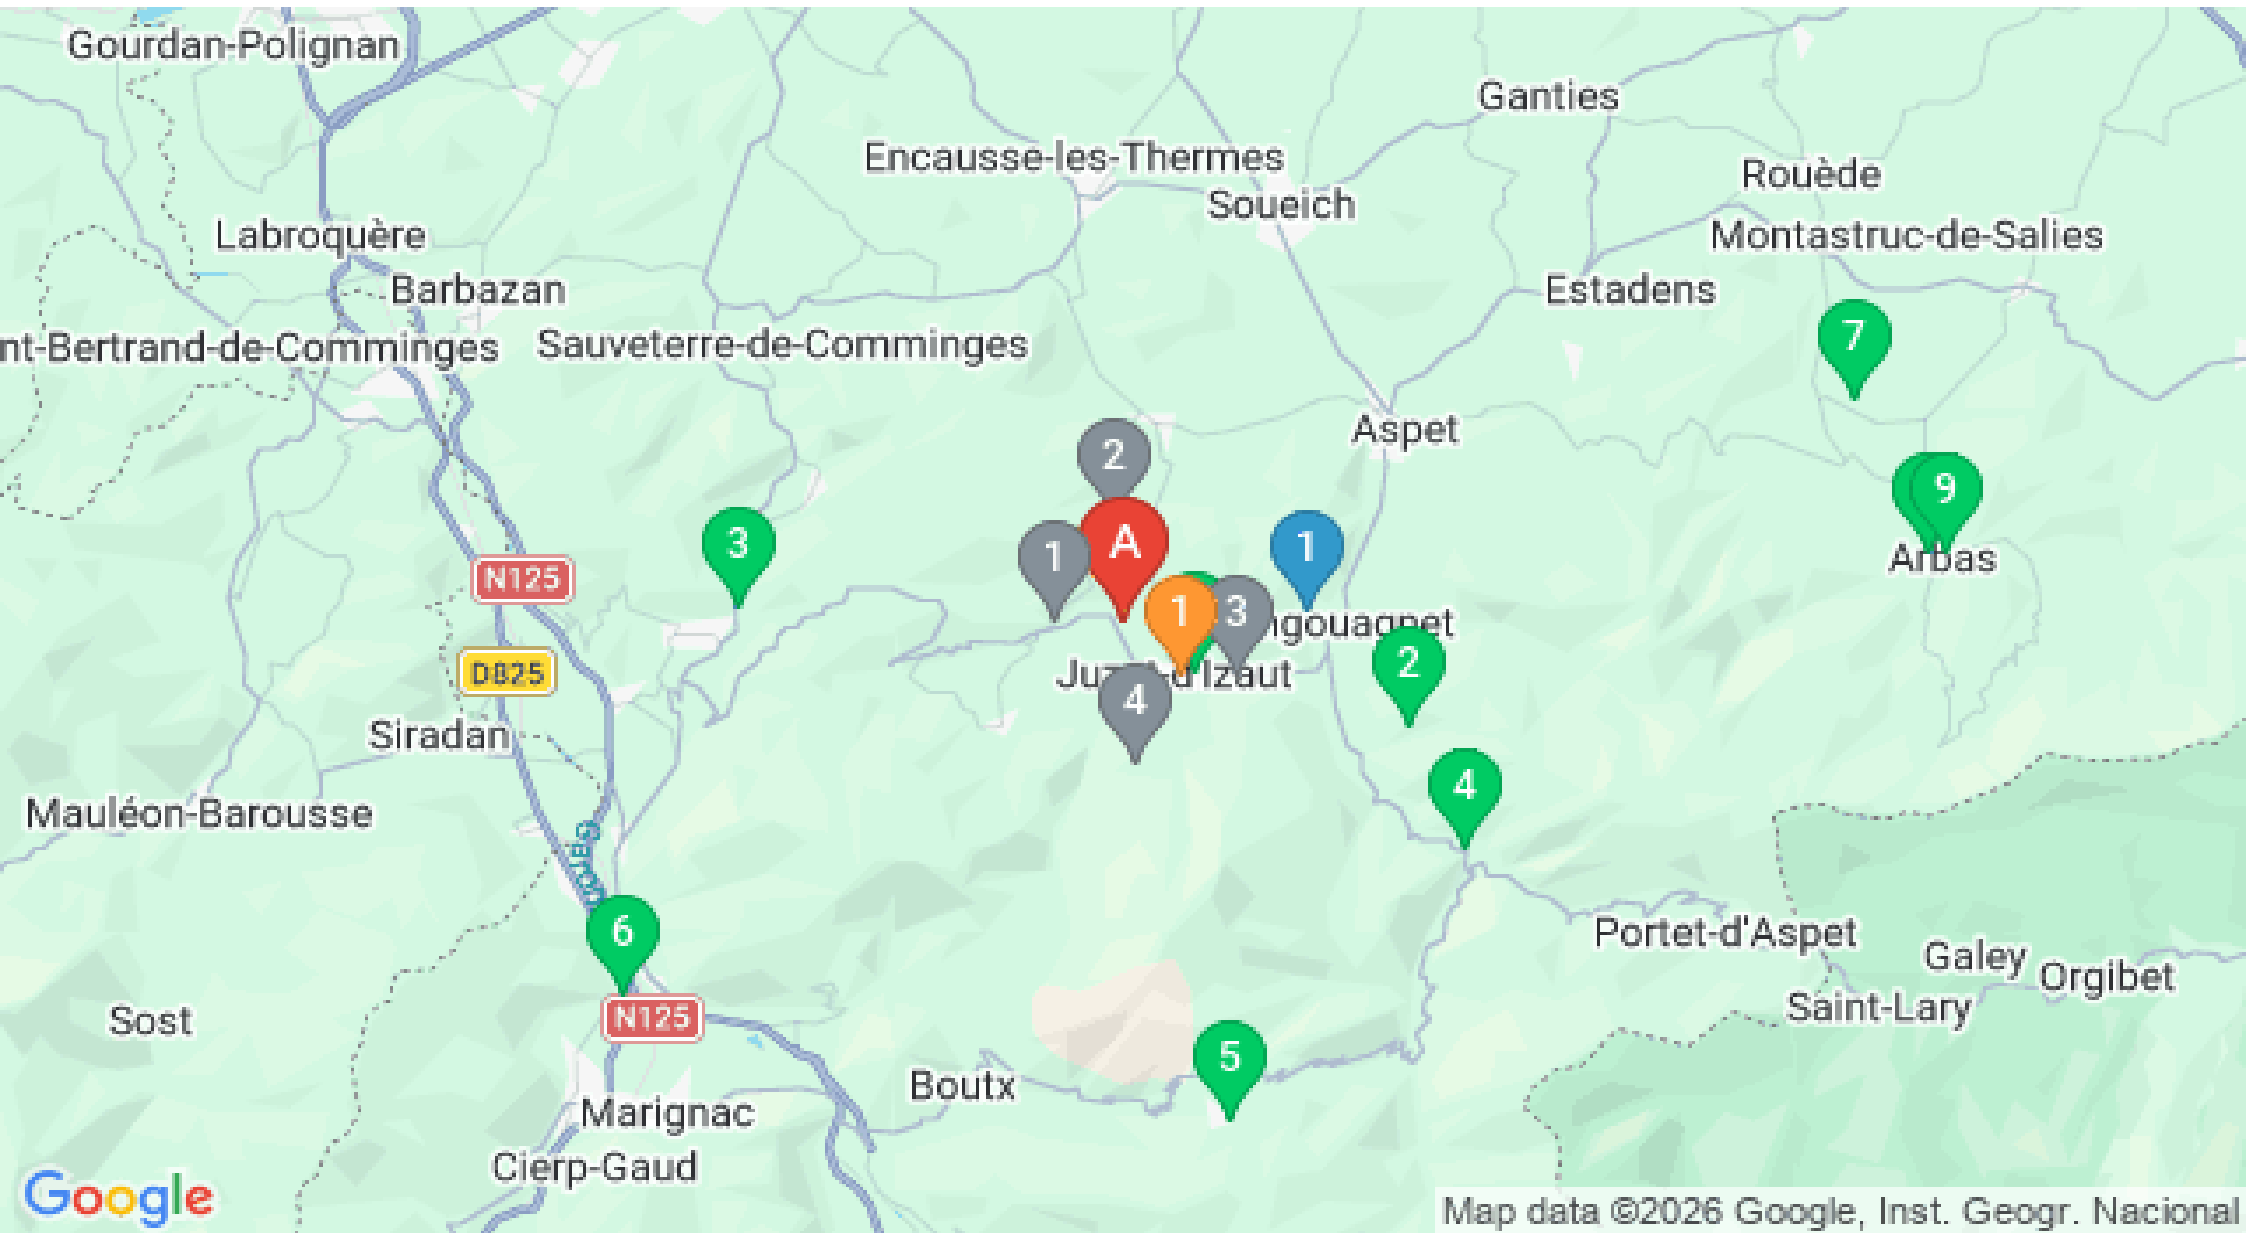 Gourdan-Polignan
Ganties
Encausse-les-Thermes
Rouède
Soueich
Labroquère
Montastruc-de-Salies
Barbazan
Estadens
nt-Bertrand-de-Comminges
Sauveterre-de-Comminges
7
Aspet
2
9
3
A
1
1
Arbas
N125
1
3
ngouagnet
2
D825
d'Izaut
4
Siradan
4
Mauléon-Barousse
6
Portet-d'Aspet
Galey
Orgibet
Sost
N125
Saint-Lary
5
Boutx
Marignac
Cierp-Gaud
Google
Map data ©2026 Google, Inst. Geogr. Nacional